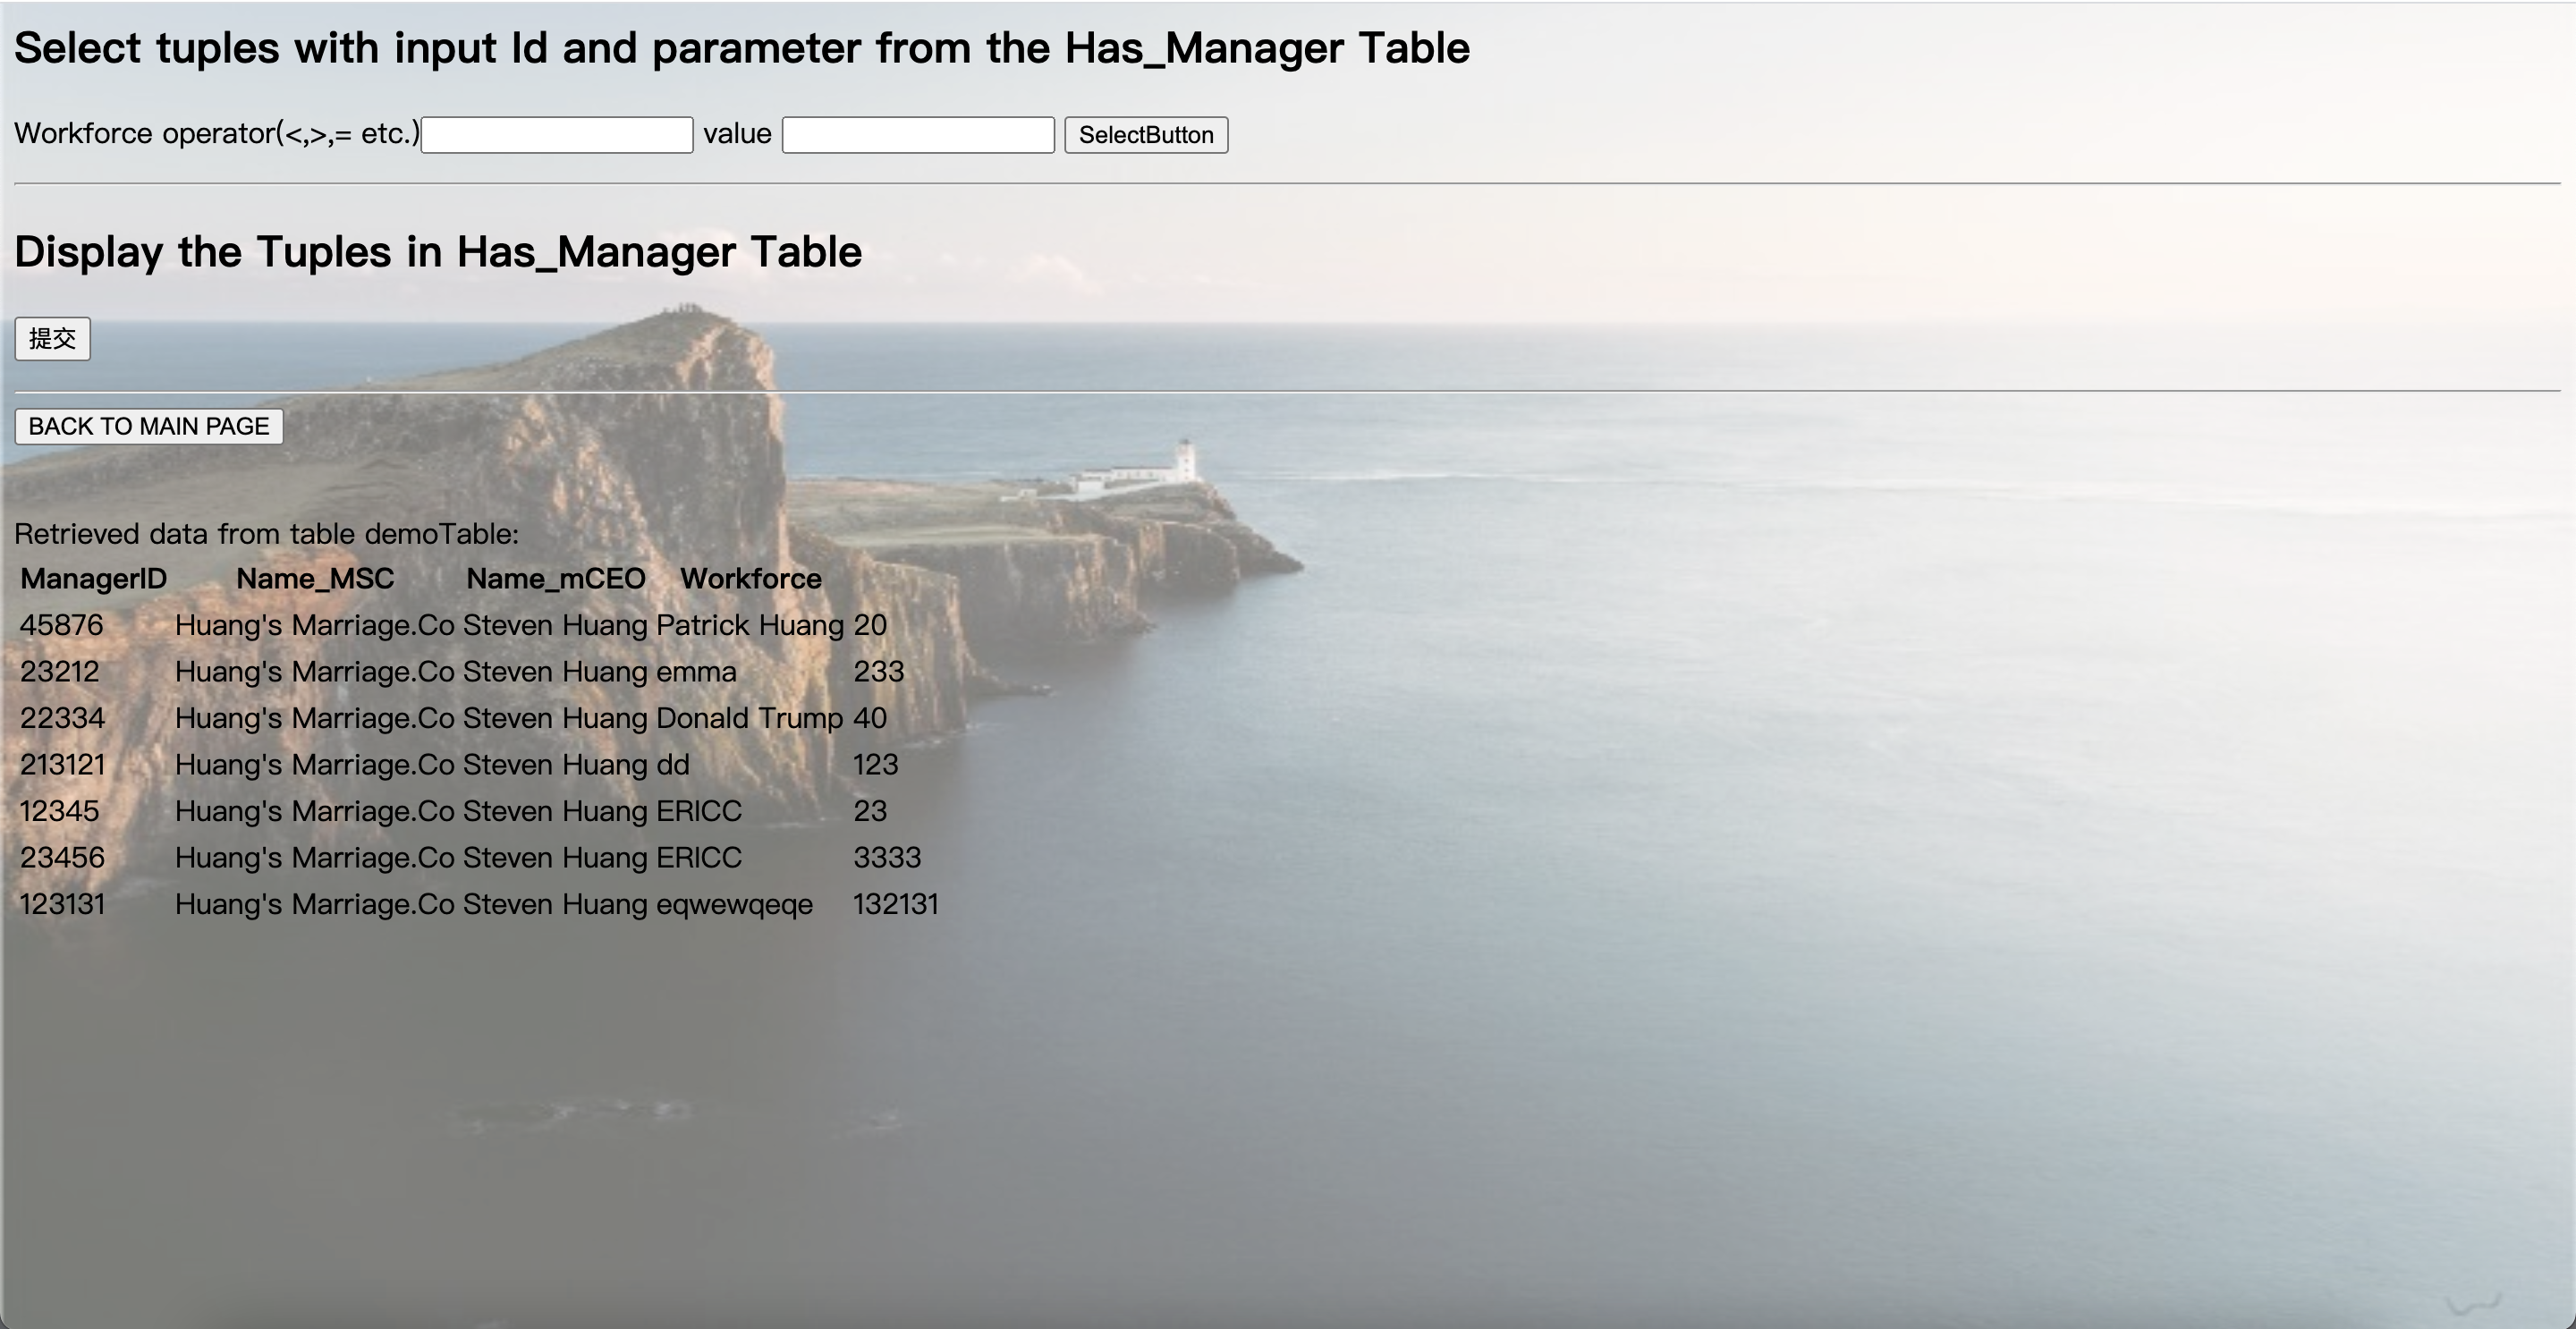 Select tuples with input Id and parameter from the Has_Manager Table
Workforce operator(<,>,= etc.) value SelectButton
Display the Tuples in Has_Manager Table
提交
BACK TO MAIN PAGE
Retrieved data from table demoTable:
ManagerID Name_MSC Name_mCEO Workforce
45876 Huang's Marriage.Co Steven Huang Patrick Huang 20
23212 Huang's Marriage.Co Steven Huang emma 233
22334 Huang's Marriage.Co Steven Huang Donald Trump 40
213121 Huang's Marriage.Co Steven Huang dd 123
12345 Huang's Marriage.Co Steven Huang ERICC 23
23456 Huang's Marriage.Co Steven Huang ERICC 3333
123131 Huang's Marriage.Co Steven Huang eqwewqeqe 132131